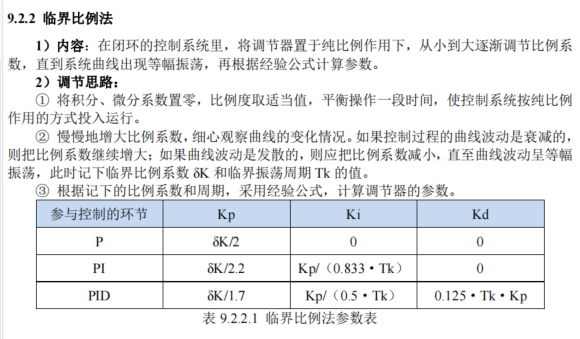 9.2.2 临界比例法
1）内容：在闭环的控制系统里，将调节器置于纯比例作用下，从小到大逐渐调节比例系
数，直到系统曲线出现等幅振荡，再根据经验公式计算参数。
2）调节思路：
① 将积分、微分系数置零，比例度取适当值，平衡操作一段时间，使控制系统按纯比例
作用的方式投入运行。
② 慢慢地增大比例系数，细心观察曲线的变化情况。如果控制过程的曲线波动是衰减的，
则把比例系数继续增大；如果曲线波动是发散的，则应把比例系数减小，直至曲线波动呈等幅
振荡，此时记下临界比例系数 δK 和临界振荡周期 Tk 的值。
③ 根据记下的比例系数和周期，采用经验公式，计算调节器的参数。
参与控制的环节 Kp Ki Kd
P δK/2 0 0
PI δK/2.2 Kp/（0.833·Tk） 0
PID δK/1.7 Kp/（0.5·Tk） 0.125·Tk·Kp
表 9.2.2.1 临界比例法参数表